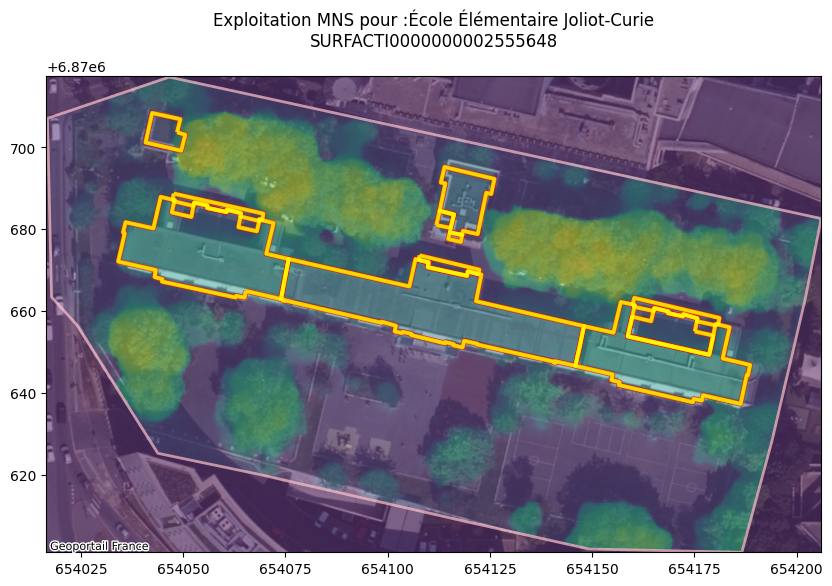 Exploitation MNS pour :École Élémentaire Joliot-Curie
SURFACTI0000000002555648
+6.87e6
700
680
660
640
620
Geoportail France
654025 654050 654075 654100 654125 654150 654175 654200